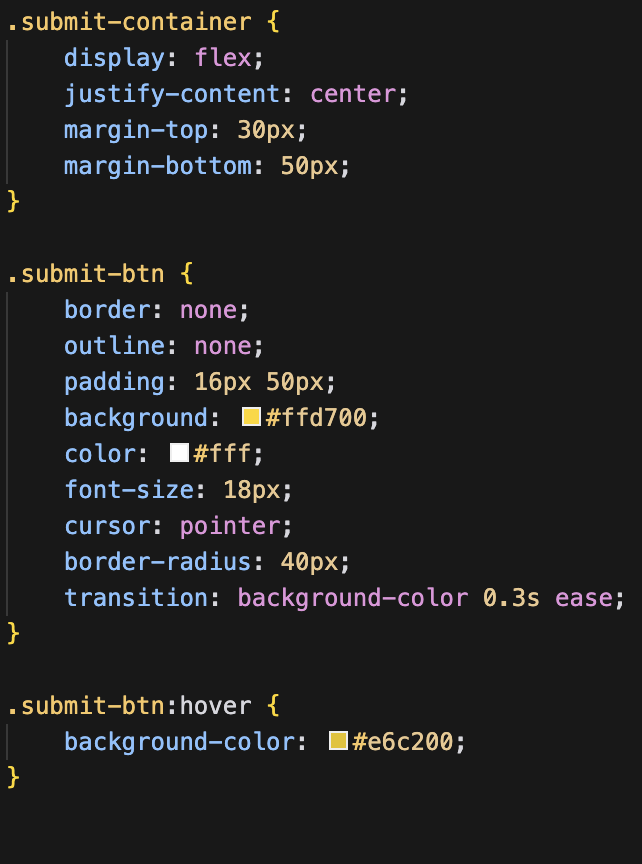 .submit-container {
    display: flex;
    justify-content: center;
    margin-top: 30px;
    margin-bottom: 50px;
}

.submit-btn {
    border: none;
    outline: none;
    padding: 16px 50px;
    background: #ffd700;
    color: #fff;
    font-size: 18px;
    cursor: pointer;
    border-radius: 40px;
    transition: background-color 0.3s ease;
}

.submit-btn:hover {
    background-color: #e6c200;
}